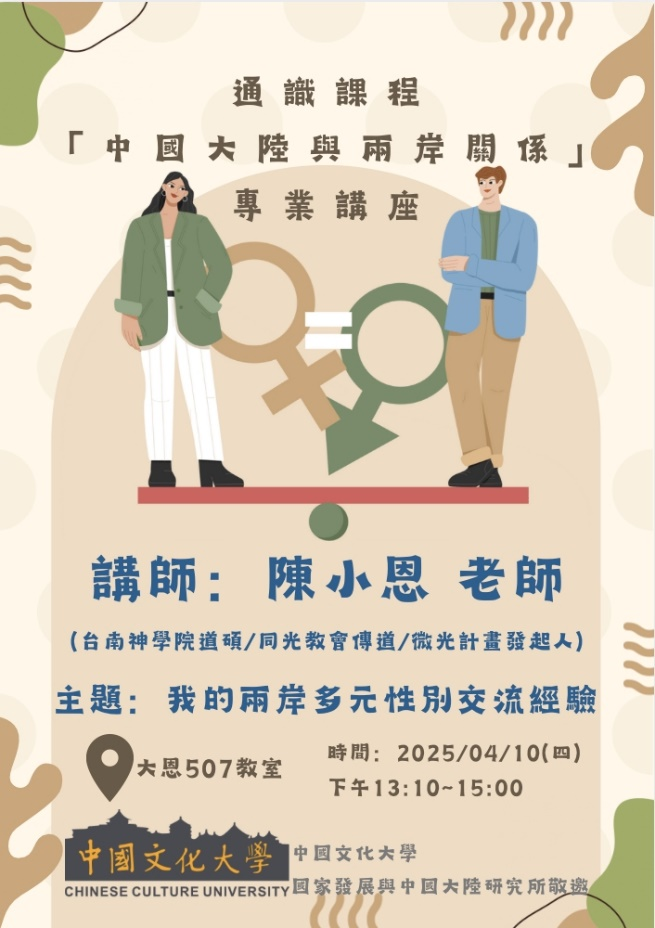 通識課程
「中國大陸與兩岸關係」
專業講座
講師：陳小恩 老師
(台南神學院道碩/同光教會傳道/微光計畫發起人)
主題：我的兩岸多元性別交流經驗
大恩507教室
時間：2025/04/10(四)
下午13:10~15:00
中國文化大學
CHINESE CULTURE UNIVERSITY
中國文化大學
國家發展與中國大陸研究所敬邀